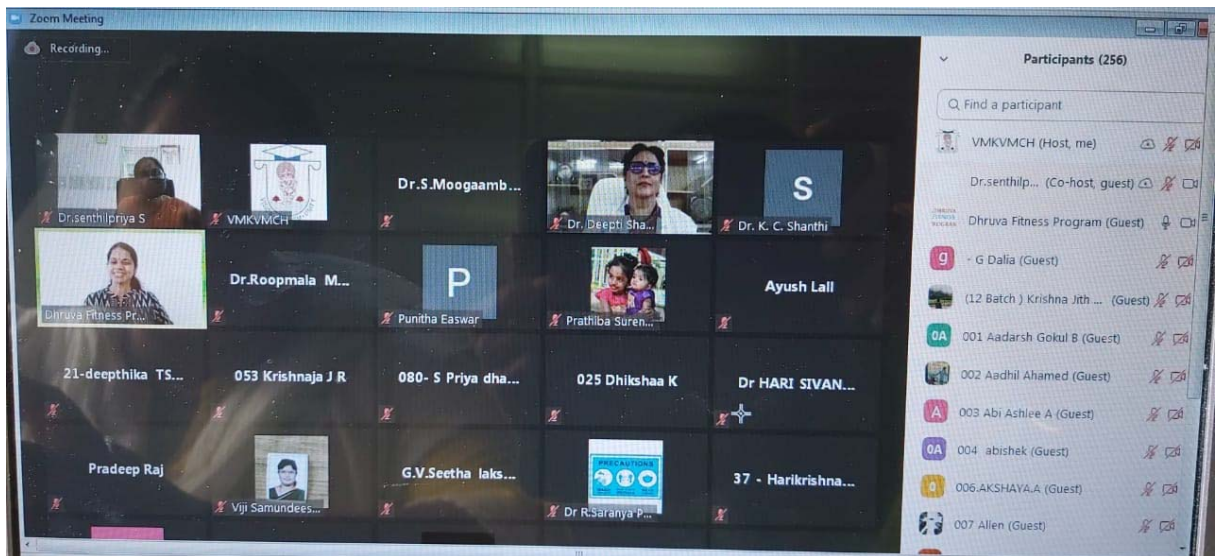 Zoom Meeting
Recording...
Dr.senthilpriya S
VMKVMCH
Dr.S.Moogaamb...
Dr. Deepti Sha...
S
Dr. K. C. Shanthi
Dhruva Fitness Pr...
Dr.Roopmala M...
P
Punitha Easwar
Prathiba Suren...
Ayush Lall
21-deepthika TS...
053 Krishnaja J R
080- S Priya dha...
025 Dhikshaa K
Dr HARI SIVAN...
Pradeep Raj
Viji Samundees...
G.V.Seetha laks...
PRECAUTIONS
Dr R.Saranya P...
37 - Harikrishna...
Participants (256)
Find a participant
VMKVMCH (Host, me)
Dr.senthilp... (Co-host, guest)
Dhruva Fitness Program (Guest)
g
- G Dalia (Guest)
(12 Batch ) Krishna Jith ... (Guest)
0A
001 Aadarsh Gokul B (Guest)
002 Aadhil Ahamed (Guest)
A
003 Abi Ashlee A (Guest)
0A
004 abishek (Guest)
0
006.AKSHAYA.A (Guest)
007 Allen (Guest)